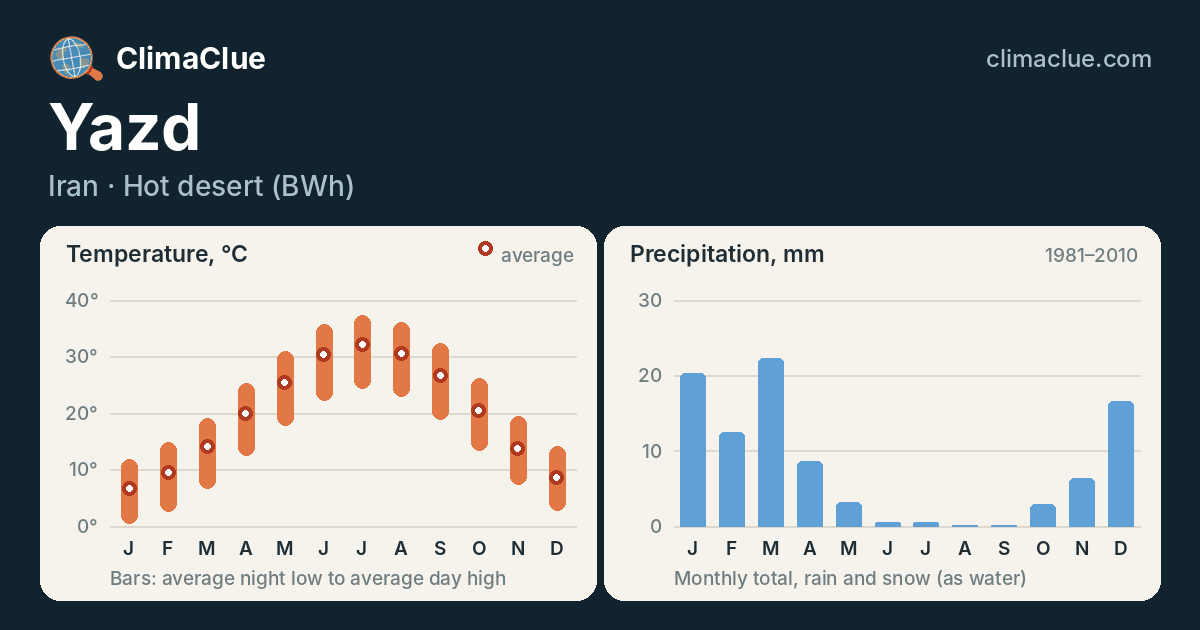 ClimaClue
climaclue.com
Yazd
Iran · Hot desert (BWh)
Temperature, °C
average
40°
30°
20°
10°
0°
J F M A M J J A S O N D
Bars: average night low to average day high
Precipitation, mm
1981–2010
30
20
10
0
J F M A M J J A S O N D
Monthly total, rain and snow (as water)